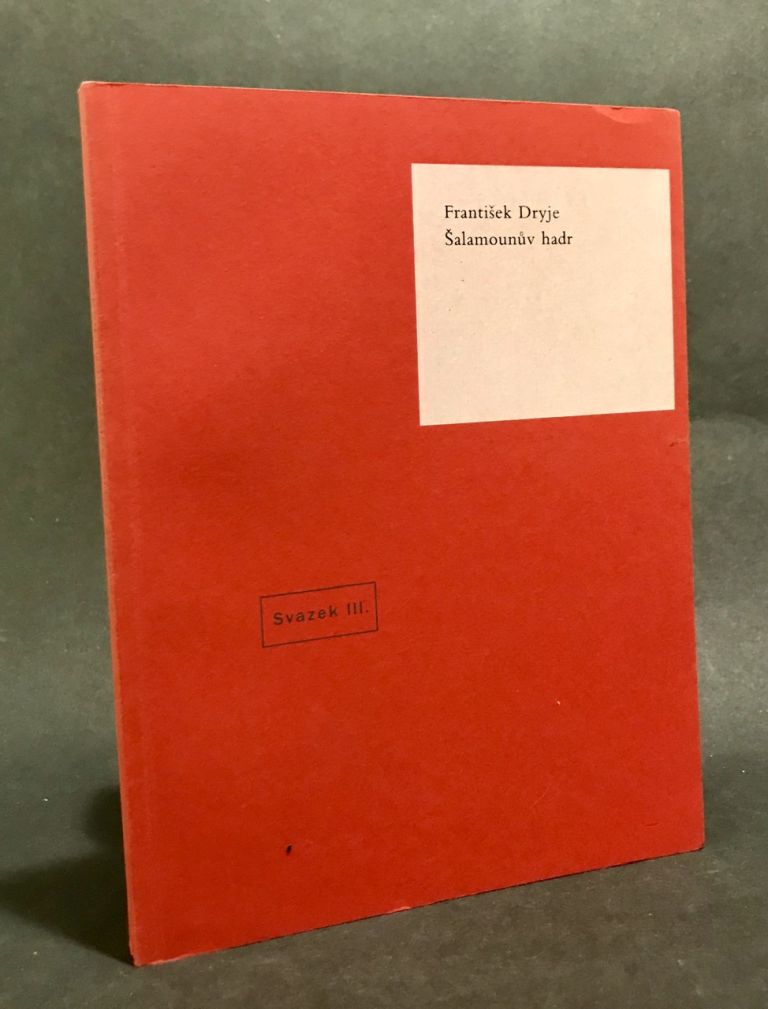 František Dryje
Šalamounův hadr
Svazek III.